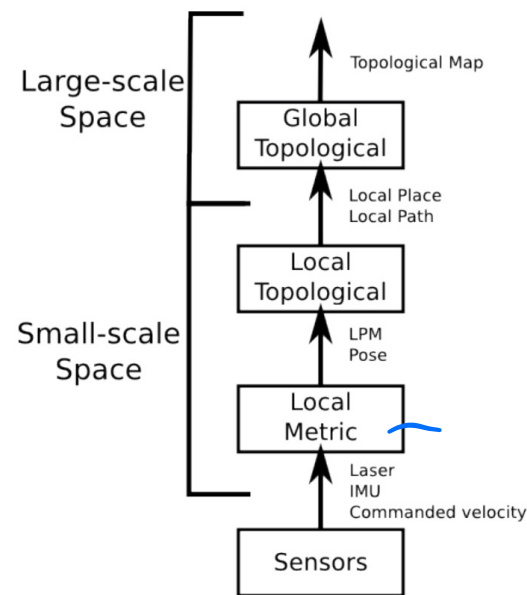 Topological Map
Large-scale
Space
Global
Topological
Local Place
Local Path
Local
Topological
LPM
Pose
Small-scale
Space
Local
Metric
Laser
IMU
Commanded velocity
Sensors